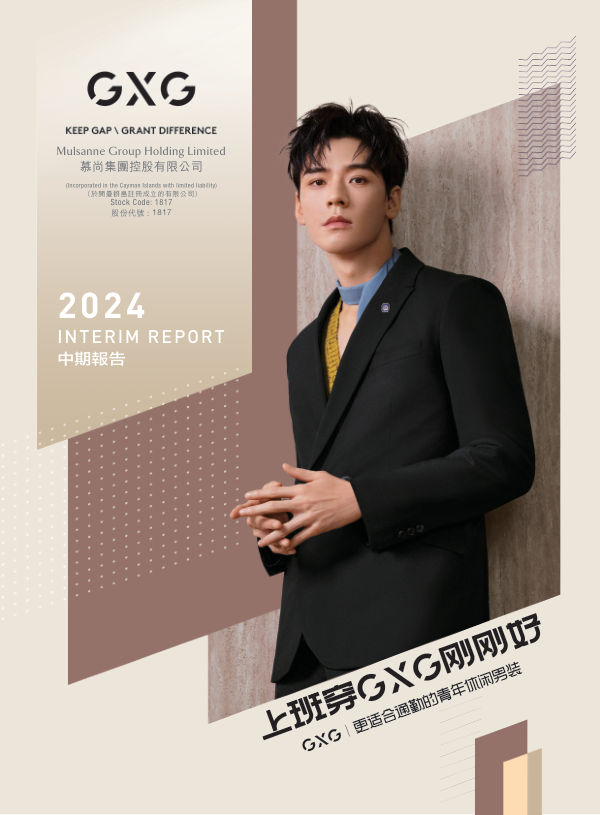 GXG
KEEP GAP \ GRANT DIFFERENCE
Mulsanne Group Holding Limited
慕尚集團控股有限公司
(Incorporated in the Cayman Islands with limited liability)
（於開曼群島註冊成立的有限公司）
Stock Code: 1817
股份代號：1817
2024
INTERIM REPORT
中期報告
上班穿GXG刚刚好
GXG | 更适合通勤的青年休闲男装